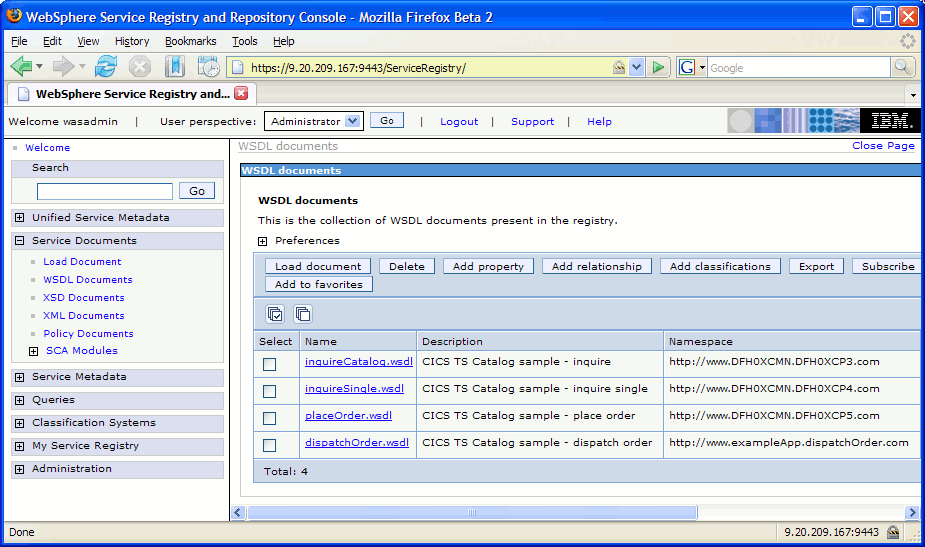 WebSphere Service Registry and Repository Console - Mozilla Firefox Beta 2
File Edit View History Bookmarks Tools Help
https://9.20.209.167:9443/ServiceRegistry/
G Google
WebSphere Service Registry and...
Welcome wasadmin | User perspective: Administrator Go | Logout | Support | Help
IBM.
Welcome
Search
Go
Unified Service Metadata
Service Documents
Load Document
WSDL Documents
XSD Documents
XML Documents
Policy Documents
SCA Modules
Service Metadata
Queries
Classification Systems
My Service Registry
Administration
WSDL documents Close Page
WSDL documents
WSDL documents
This is the collection of WSDL documents present in the registry.
Preferences
Load document Delete Add property Add relationship Add classifications Export Subscribe
Add to favorites
Select Name Description Namespace
inquireCatalog.wsdl CICS TS Catalog sample - inquire http://www.DFH0XCMN.DFH0XCP3.com
inquireSingle.wsdl CICS TS Catalog sample - inquire single http://www.DFH0XCMN.DFH0XCP4.com
placeOrder.wsdl CICS TS Catalog sample - place order http://www.DFH0XCMN.DFH0XCP5.com
dispatchOrder.wsdl CICS TS Catalog sample - dispatch order http://www.exampleApp.dispatchOrder.com
Total: 4
Done 9.20.209.167:9443